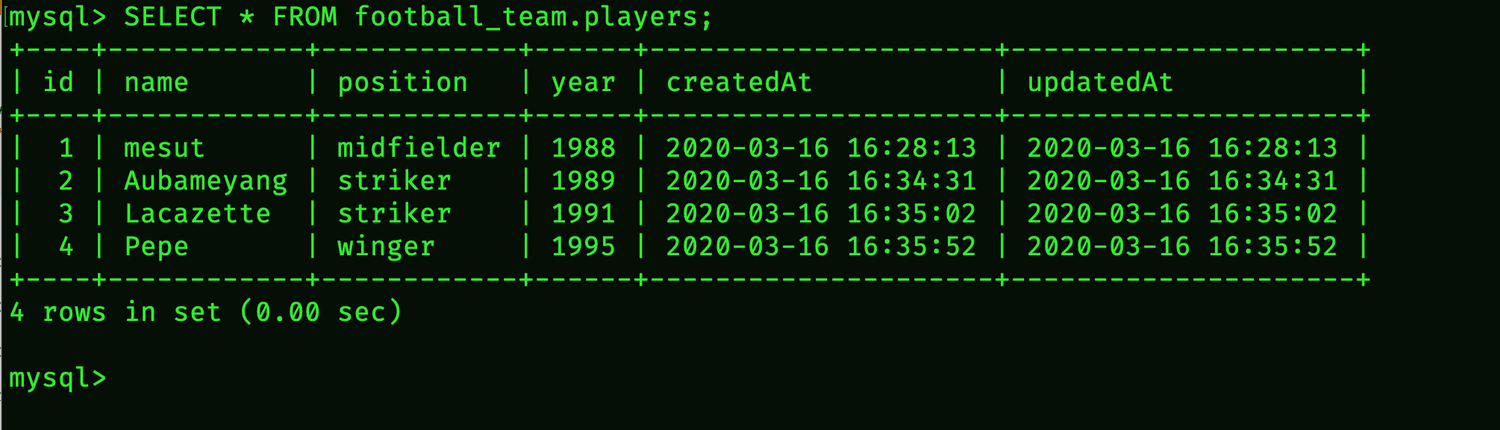 mysql> SELECT * FROM football_team.players;
+----+------------+------------+------+---------------------+---------------------+
| id | name       | position   | year | createdAt           | updatedAt           |
+----+------------+------------+------+---------------------+---------------------+
|  1 | mesut      | midfielder | 1988 | 2020-03-16 16:28:13 | 2020-03-16 16:28:13 |
|  2 | Aubameyang | striker    | 1989 | 2020-03-16 16:34:31 | 2020-03-16 16:34:31 |
|  3 | Lacazette  | striker    | 1991 | 2020-03-16 16:35:02 | 2020-03-16 16:35:02 |
|  4 | Pepe       | winger     | 1995 | 2020-03-16 16:35:52 | 2020-03-16 16:35:52 |
+----+------------+------------+------+---------------------+---------------------+
4 rows in set (0.00 sec)
mysql>